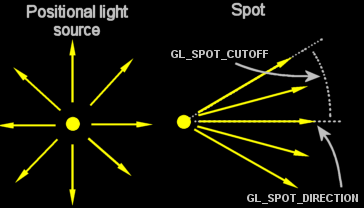 Positional light
source
Spot
GL_SPOT_CUTOFF
GL_SPOT_DIRECTION